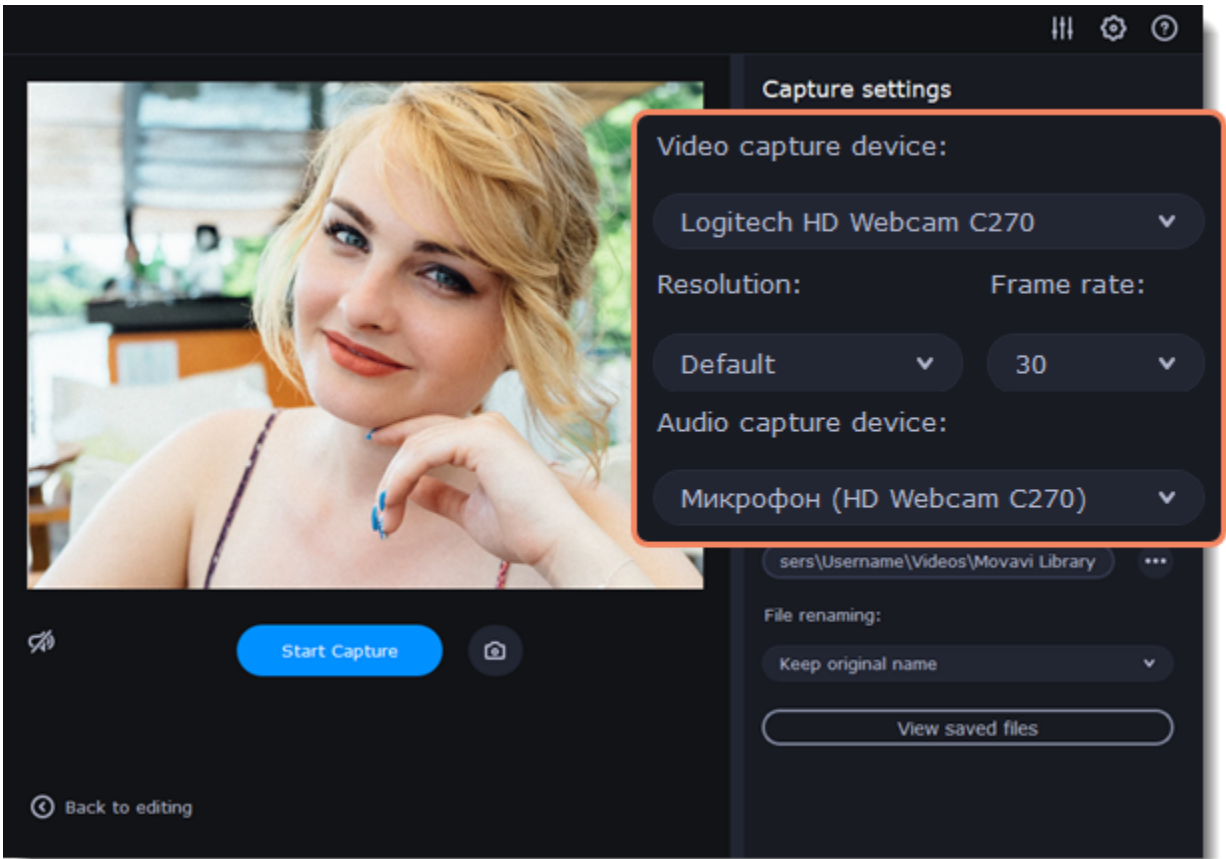 Capture settings
Video capture device:
Logitech HD Webcam C270
Resolution: Frame rate:
Default 30
Audio capture device:
Микрофон (HD Webcam C270)
sers\Username\Videos\Movavi Library
File renaming:
Keep original name
View saved files
Start Capture
Back to editing